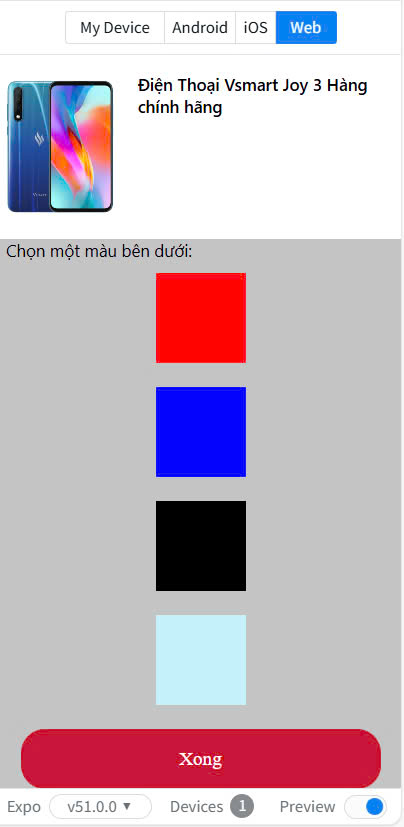 My Device Android iOS Web
Điện Thoại Vsmart Joy 3 Hàng
chính hãng
Chọn một màu bên dưới:
Xong
Expo v51.0.0 ▼ Devices 1 Preview